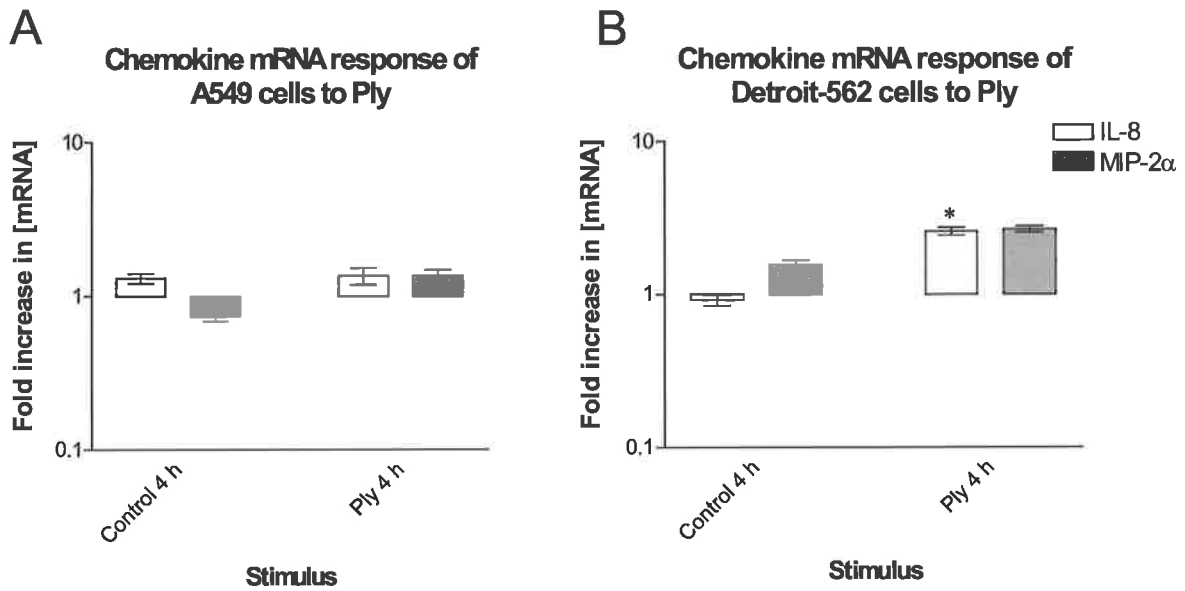 A
Chemokine mRNA response of
A549 cells to Ply
Fold increase in [mRNA]
10
1
0.1
Control 4 h
Ply 4 h
Stimulus
B
Chemokine mRNA response of
Detroit-562 cells to Ply
IL-8
MIP-2α
Fold increase in [mRNA]
10
*
1
0.1
Control 4 h
Ply 4 h
Stimulus